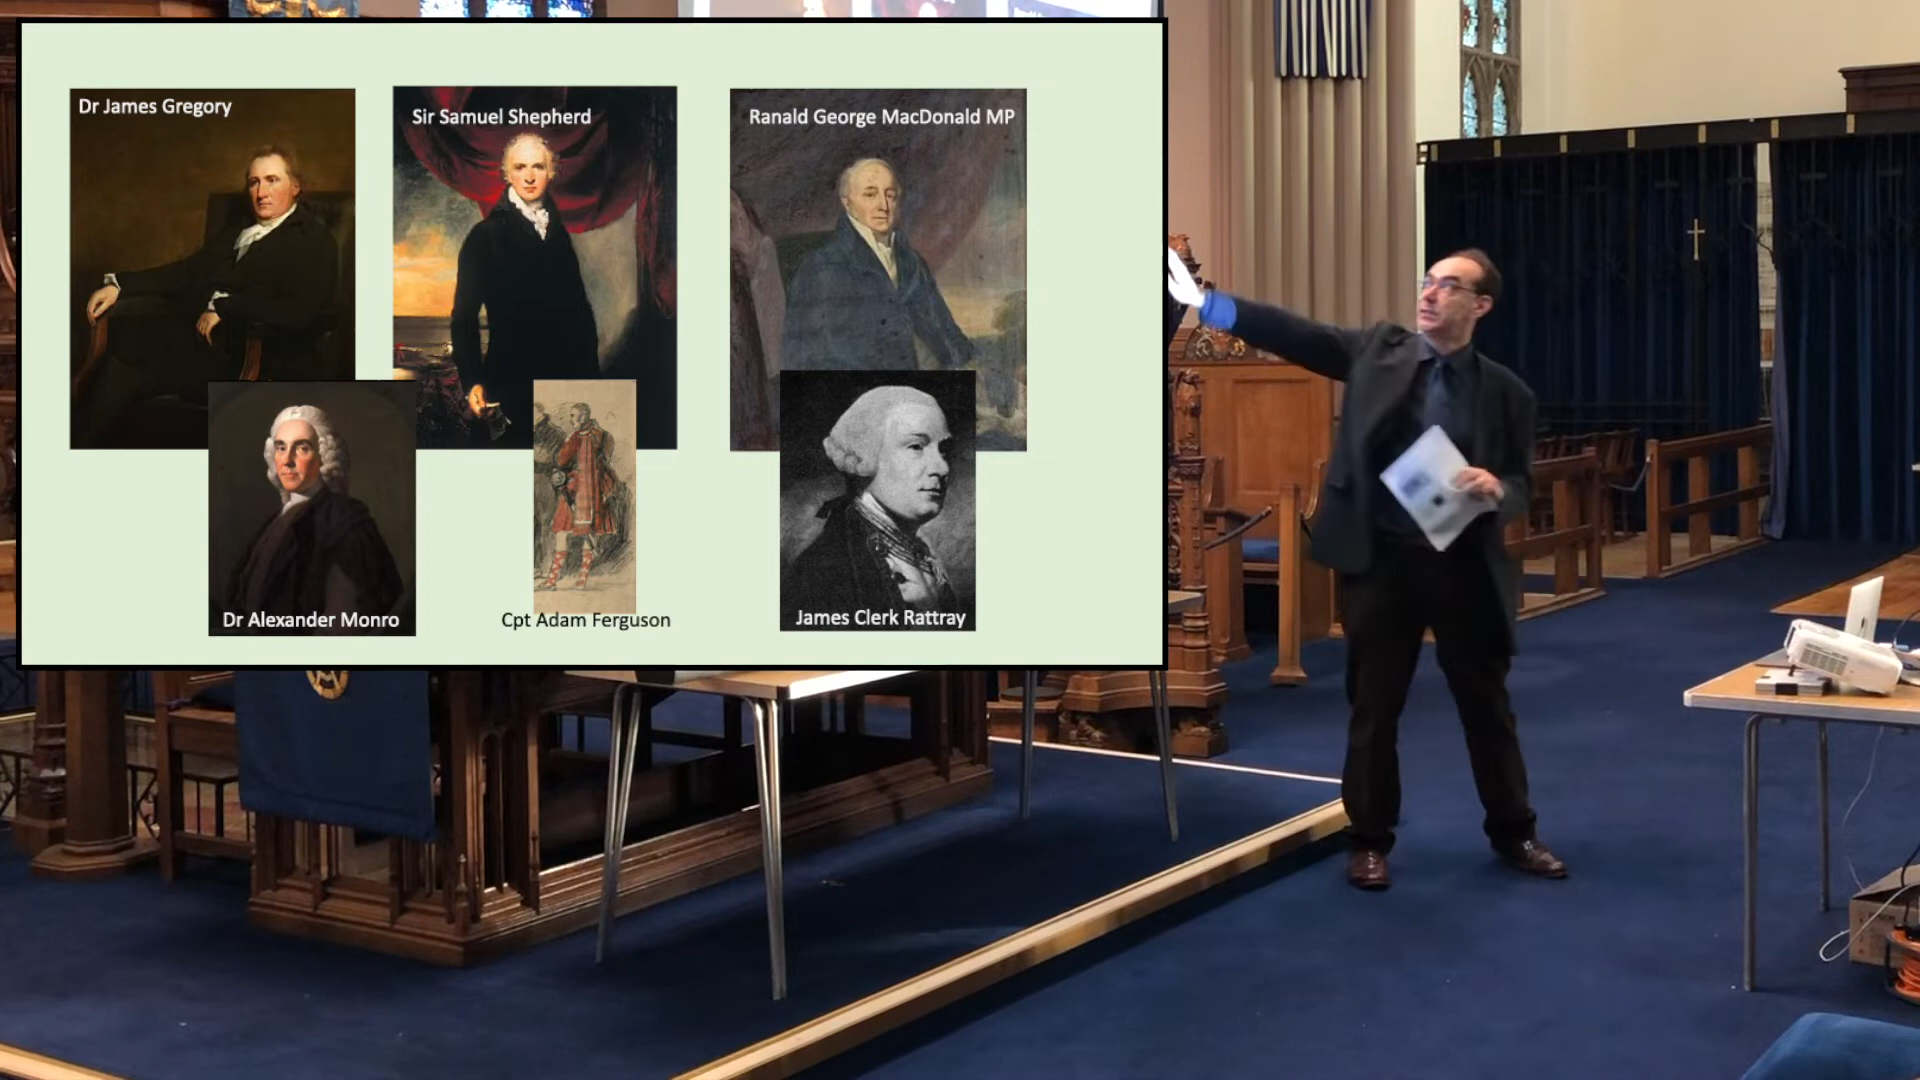 Dr James Gregory
Sir Samuel Shepherd
Ranald George MacDonald MP
Dr Alexander Monro
Cpt Adam Ferguson
James Clerk Rattray